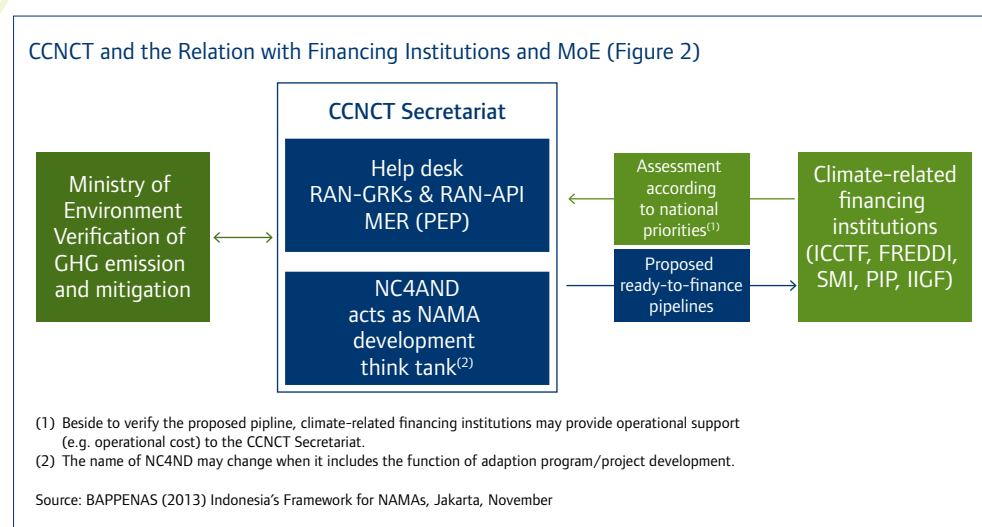 CCNCT and the Relation with Financing Institutions and MoE (Figure 2)
Ministry of
Environment
Verification of
GHG emission
and mitigation
CCNCT Secretariat
Help desk
RAN-GRKs & RAN-API
MER (PEP)
NC4AND
acts as NAMA
development
think tank(2)
Assessment
according
to national
priorities(1)
Proposed
ready-to-finance
pipelines
Climate-related
financing
institutions
(ICCTF, FREDDI,
SMI, PIP, IIGF)
(1) Beside to verify the proposed pipline, climate-related financing institutions may provide operational support
(e.g. operational cost) to the CCNCT Secretariat.
(2) The name of NC4ND may change when it includes the function of adaption program/project development.
Source: BAPPENAS (2013) Indonesia's Framework for NAMAs, Jakarta, November